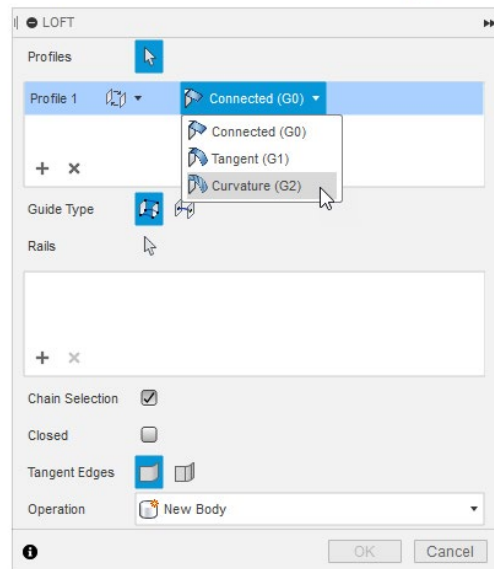 LOFT
Profiles
Profile 1 Connected (G0)
Connected (G0)
Tangent (G1)
Curvature (G2)
Guide Type
Rails
Chain Selection
Closed
Tangent Edges
Operation New Body
OK Cancel